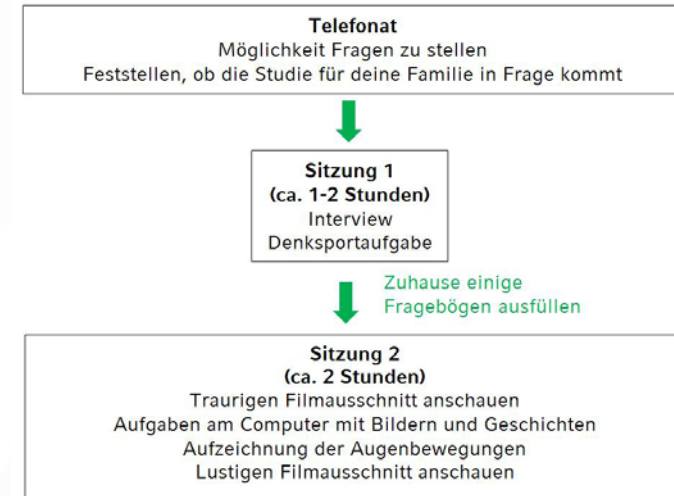 Telefonat
Möglichkeit Fragen zu stellen
Feststellen, ob die Studie für deine Familie in Frage kommt
Sitzung 1
(ca. 1-2 Stunden)
Interview
Denksportaufgabe
Zuhause einige
Fragebögen ausfüllen
Sitzung 2
(ca. 2 Stunden)
Traurigen Filmausschnitt anschauen
Aufgaben am Computer mit Bildern und Geschichten
Aufzeichnung der Augenbewegungen
Lustigen Filmausschnitt anschauen